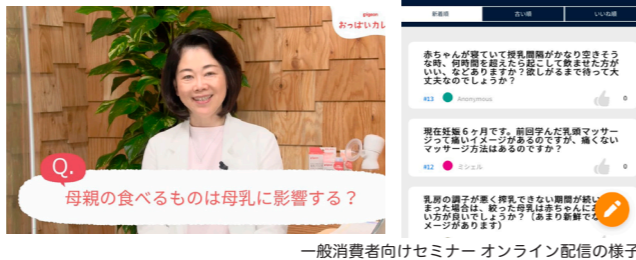 pigeon
おっぱいカレ
Q.
母親の食べるものは母乳に影響する？
新着順
古い順
いいね順
赤ちゃんが寝ていて授乳間隔がかなり空きそう
な時、何時間を超えたら起こして飲ませた方が
いい、などありますか？欲しがるまで待って大
丈夫なのでしょうか？
#13 Anonymous
0
現在妊娠６ヶ月です。前回学んだ乳頭マッサー
ジって痛いイメージがあるのですが、痛くない
マッサージ方法はあるのですか？
#12 ミシェル
0
乳房の調子が悪く搾乳できない期間が続い
まった場合は、絞った母乳は赤ちゃんにあ
い方が良いでしょうか？（あまり新鮮でな
メージがあります）
一般消費者向けセミナー オンライン配信の様子